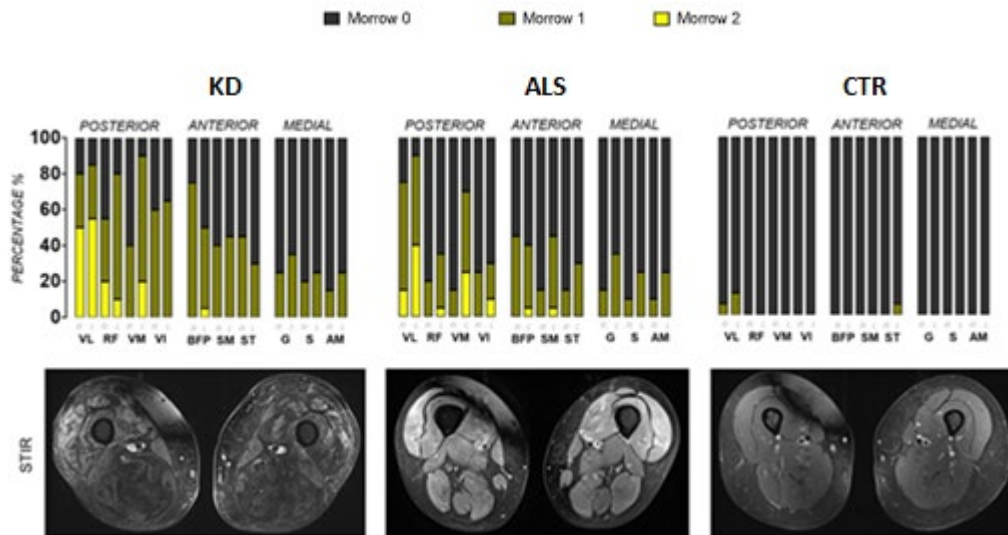 Morrow 0 Morrow 1 Morrow 2
KD ALS CTR
POSTERIOR ANTERIOR MEDIAL POSTERIOR ANTERIOR MEDIAL POSTERIOR ANTERIOR MEDIAL
PERCENTAGE %
100
80
60
40
20
0
VL RF VM VI BFP SM ST G S AM VL RF VM VI BFP SM ST G S AM VL RF VM VI BFP SM ST G S AM
STIR